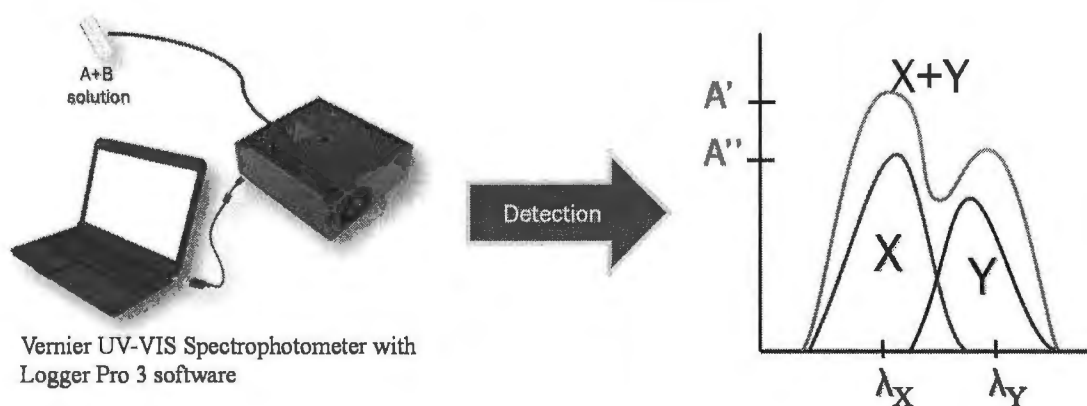 A+B
solution
Vernier UV-VIS Spectrophotometer with
Logger Pro 3 software
Detection
X+Y
A'
A''
X
Y
λX
λY